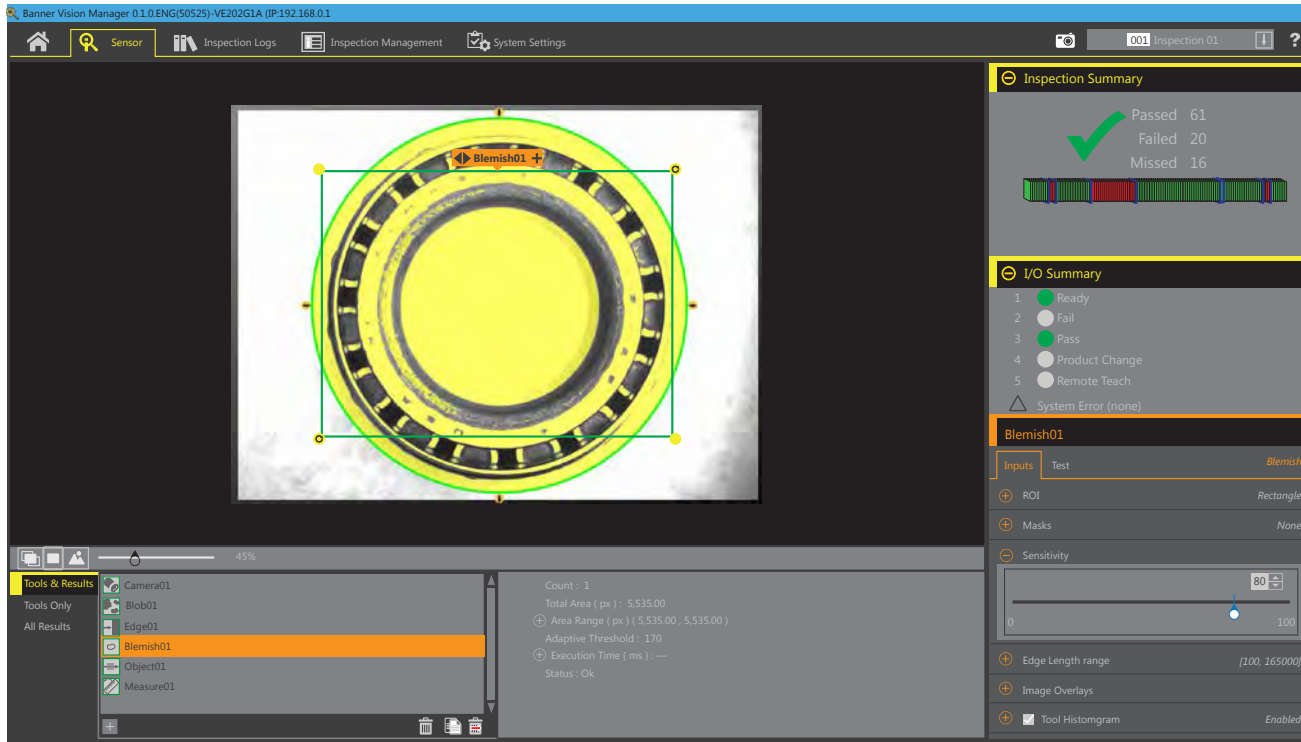 Banner Vision Manager 0.1.0.ENG(50525)-VE202G1A (IP:192.168.0.1
Sensor
Inspection Logs
Inspection Management
System Settings
001 Inspection 01
?
Inspection Summary
Passed 61
Failed 20
Missed 16
Blemish01
I/O Summary
1 Ready
2 Fail
3 Pass
4 Product Change
5 Remote Teach
System Error (none)
Blemish01
Inputs
Test
Blemish
ROI
Rectangle
Masks
None
Sensitivity
80
0
100
Edge Length range
[100, 165000]
Image Overlays
Tool Histomgram
Enabled
45%
Tools & Results
Tools Only
All Results
Camera01
Blob01
Edge01
Blemish01
Object01
Measure01
Count : 1
Total Area ( px ) : 5,535.00
Area Range ( px ) ( 5,535.00 , 5,535.00 )
Adaptive Threshold : 170
Execution Time ( ms ) : —
Status : Ok